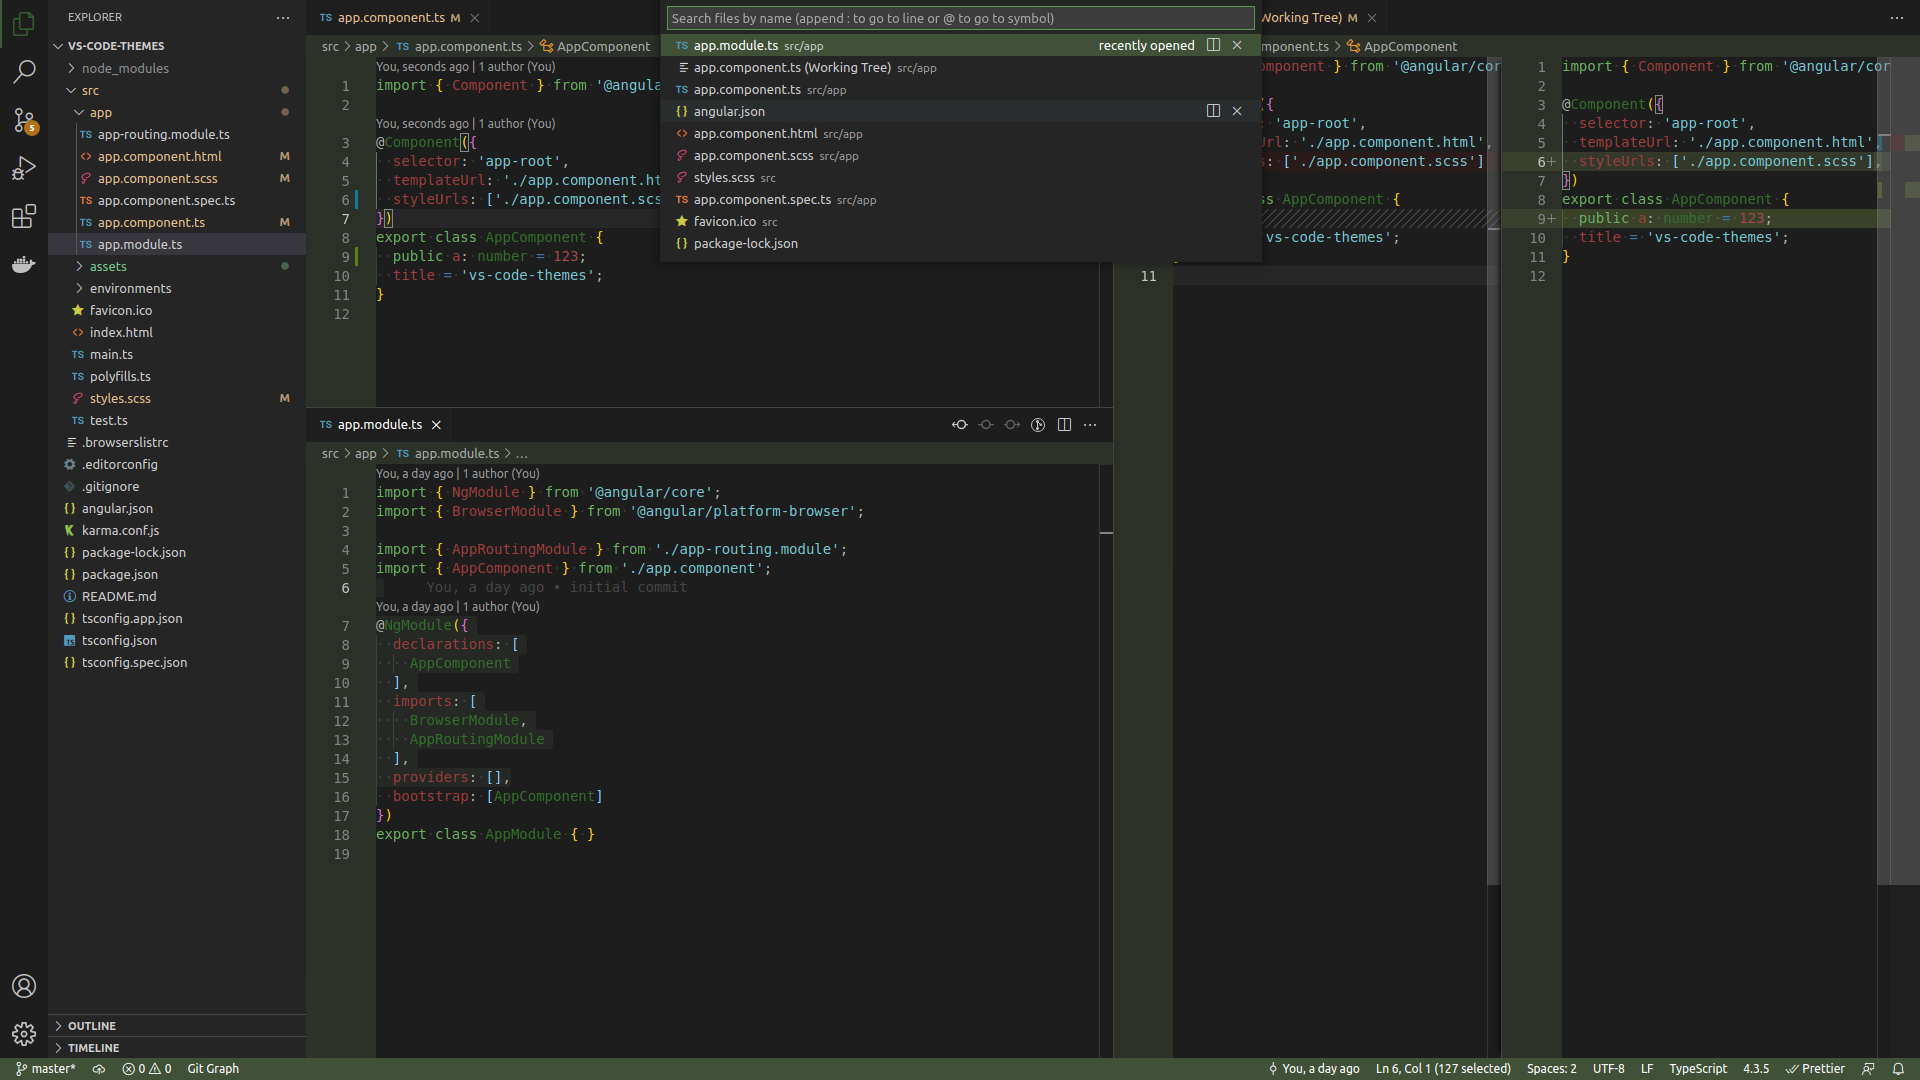 EXPLORER
VS-CODE-THEMES
node_modules
src
app
TS app-routing.module.ts
app.component.html M
app.component.scss M
TS app.component.spec.ts
TS app.component.ts M
TS app.module.ts
assets
environments
favicon.ico
index.html
TS main.ts
TS polyfills.ts
styles.scss M
TS test.ts
.browserslistrc
.editorconfig
.gitignore
{} angular.json
karma.conf.js
{} package-lock.json
{} package.json
README.md
{} tsconfig.app.json
tsconfig.json
{} tsconfig.spec.json
OUTLINE
TIMELINE
5
TS app.component.ts M
src > app > TS app.component.ts > AppComponent
You, seconds ago | 1 author (You)
1 import { Component } from '@angula
2
You, seconds ago | 1 author (You)
3 @Component({
4 selector: 'app-root',
5 templateUrl: './app.component.ht
6 styleUrls: ['./app.component.scs
7 })
8 export class AppComponent {
9 public a: number = 123;
10 title = 'vs-code-themes';
11 }
12
Search files by name (append : to go to line or @ to go to symbol)
TS app.module.ts src/app recently opened
app.component.ts (Working Tree) src/app
TS app.component.ts src/app
{} angular.json
app.component.html src/app
app.component.scss src/app
styles.scss src
TS app.component.spec.ts src/app
favicon.ico src
{} package-lock.json
TS app.module.ts
src > app > TS app.module.ts > ...
You, a day ago | 1 author (You)
1 import { NgModule } from '@angular/core';
2 import { BrowserModule } from '@angular/platform-browser';
3
4 import { AppRoutingModule } from './app-routing.module';
5 import { AppComponent } from './app.component';
6 You, a day ago • initial commit
You, a day ago | 1 author (You)
7 @NgModule({
8 declarations: [
9 AppComponent
10 ],
11 imports: [
12 BrowserModule,
13 AppRoutingModule
14 ],
15 providers: [],
16 bootstrap: [AppComponent]
17 })
18 export class AppModule { }
19
Working Tree) M
mponent.ts > AppComponent
mponent } from '@angular/cor
({
'app-root',
rl: './app.component.html',
s: ['./app.component.scss']
ss AppComponent {
vs-code-themes';
11
1 import { Component } from '@angular/cor
2
3 @Component({
4 selector: 'app-root',
5 templateUrl: './app.component.html'
6+ styleUrls: ['./app.component.scss'],
7 })
8 export class AppComponent {
9+ public a: number = 123;
10 title = 'vs-code-themes';
11 }
12
master* 0 0 Git Graph
You, a day ago Ln 6, Col 1 (127 selected) Spaces: 2 UTF-8 LF TypeScript 4.3.5 Prettier